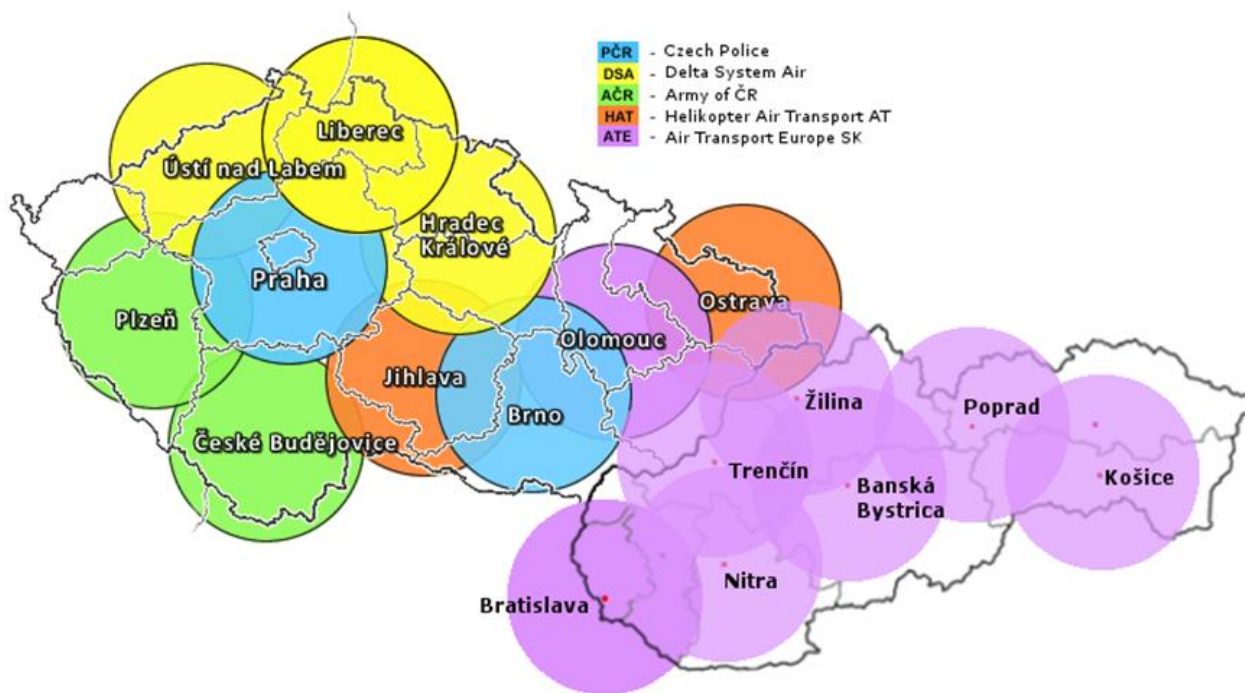 PČR - Czech Police
DSA - Delta System Air
AČR - Army of ČR
HAT - Helikopter Air Transport AT
ATE - Air Transport Europe SK
Liberec
Ústí nad Labem
Hradec
Králové
Praha
Plzeň
Ostrava
Olomouc
Jihlava
Brno
České Budějovice
Žilina
Poprad
Trenčín
Košice
Banská
Bystrica
Nitra
Bratislava